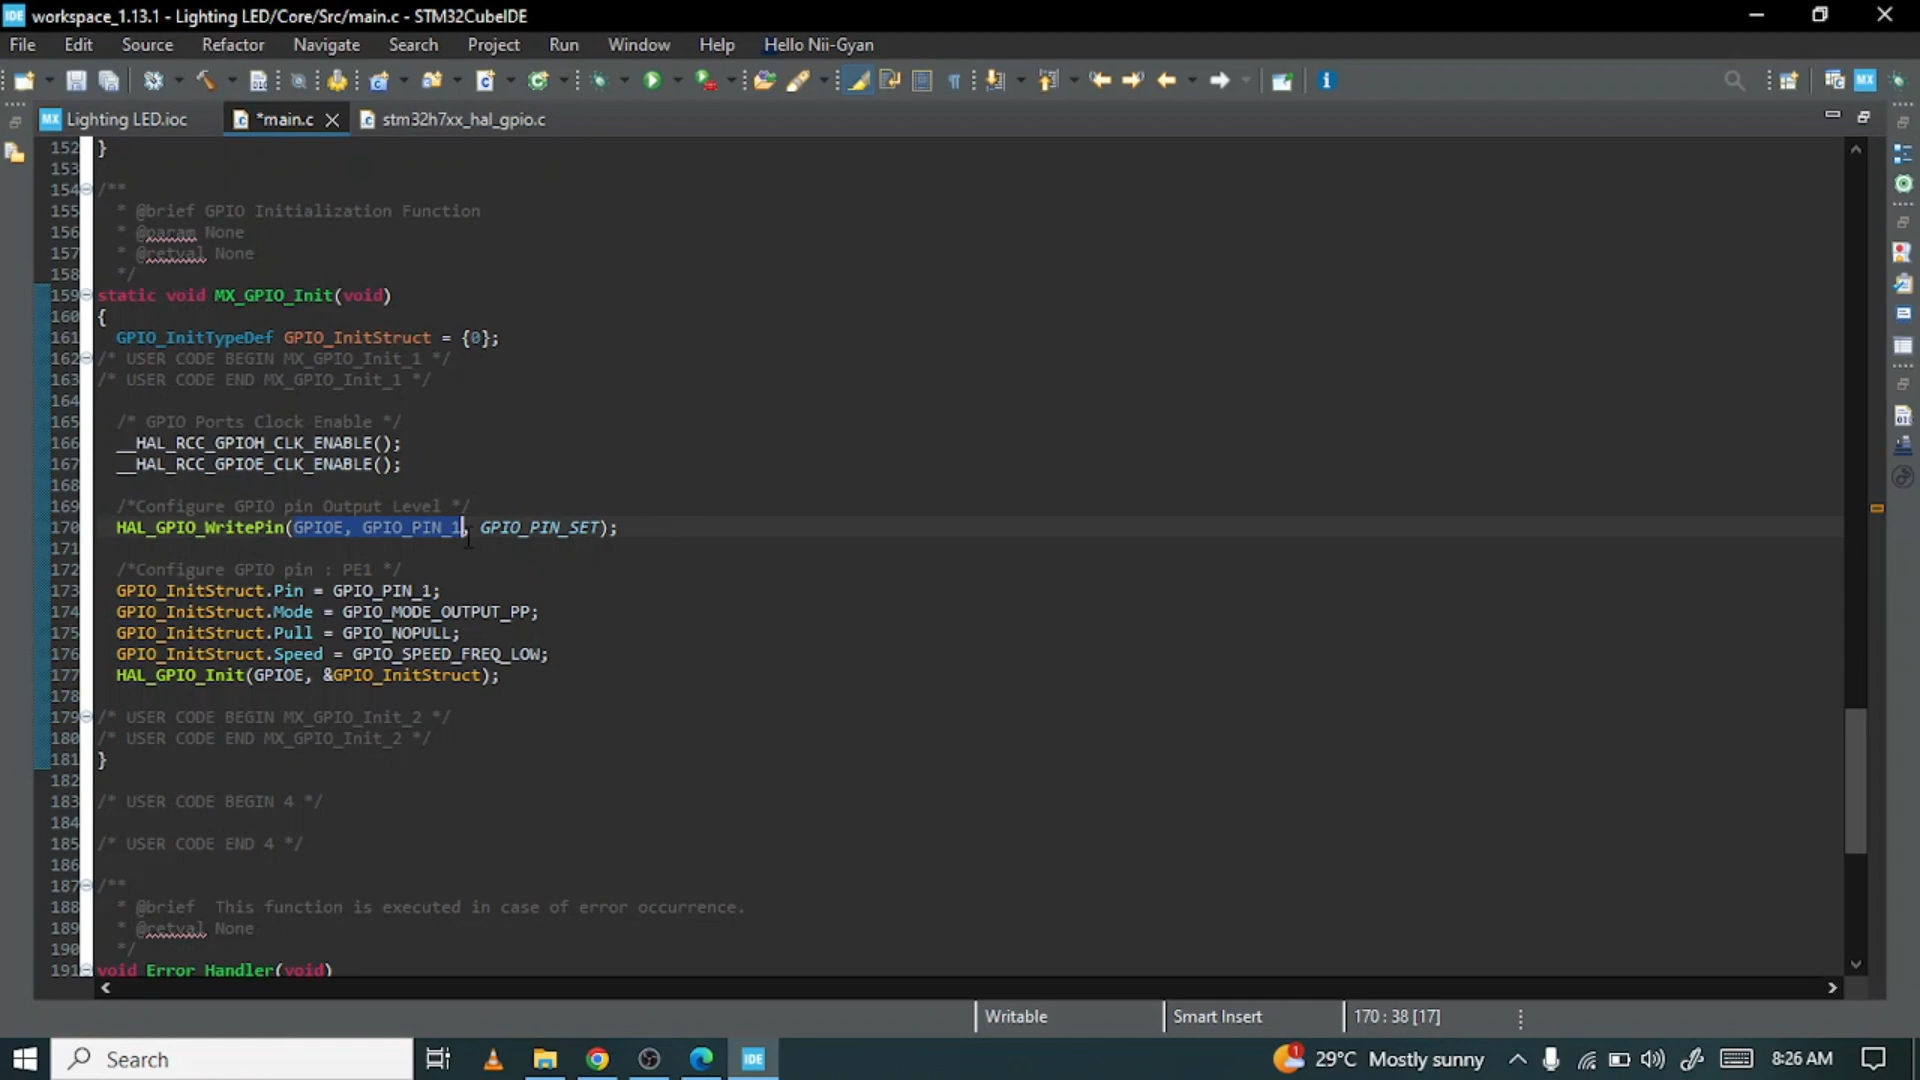 IDE workspace_1.13.1 - Lighting LED/Core/Src/main.c - STM32CubeIDE
File Edit Source Refactor Navigate Search Project Run Window Help Hello Nii-Gyan
MX Lighting LED.ioc *main.c stm32h7xx_hal_gpio.c
152 }
153
154 /**
155 * @brief GPIO Initialization Function
156 * @param None
157 * @retval None
158 */
159 static void MX_GPIO_Init(void)
160 {
161 GPIO_InitTypeDef GPIO_InitStruct = {0};
162 /* USER CODE BEGIN MX_GPIO_Init_1 */
163 /* USER CODE END MX_GPIO_Init_1 */
164
165 /* GPIO Ports Clock Enable */
166 __HAL_RCC_GPIOH_CLK_ENABLE();
167 __HAL_RCC_GPIOE_CLK_ENABLE();
168
169 /*Configure GPIO pin Output Level */
170 HAL_GPIO_WritePin(GPIOE, GPIO_PIN_1, GPIO_PIN_SET);
171
172 /*Configure GPIO pin : PE1 */
173 GPIO_InitStruct.Pin = GPIO_PIN_1;
174 GPIO_InitStruct.Mode = GPIO_MODE_OUTPUT_PP;
175 GPIO_InitStruct.Pull = GPIO_NOPULL;
176 GPIO_InitStruct.Speed = GPIO_SPEED_FREQ_LOW;
177 HAL_GPIO_Init(GPIOE, &GPIO_InitStruct);
178
179 /* USER CODE BEGIN MX_GPIO_Init_2 */
180 /* USER CODE END MX_GPIO_Init_2 */
181 }
182
183 /* USER CODE BEGIN 4 */
184
185 /* USER CODE END 4 */
186
187 /**
188 * @brief  This function is executed in case of error occurrence.
189 * @retval None
190 */
191 void Error_Handler(void)
Writable Smart Insert 170 : 38 [17]
Search IDE 1 29°C Mostly sunny 8:26 AM